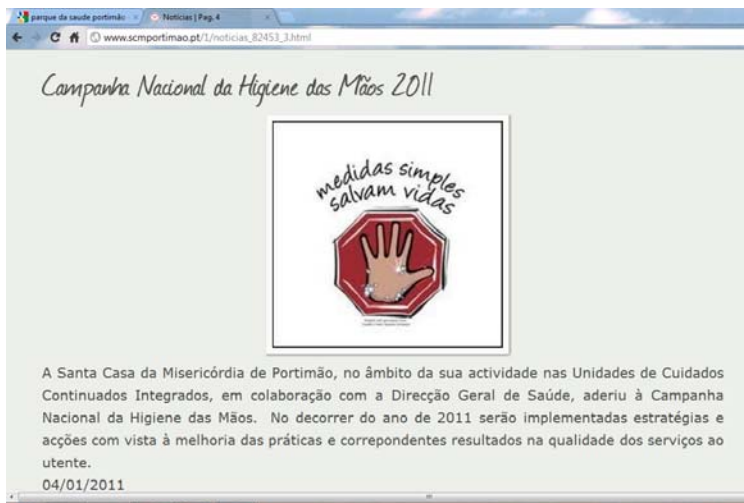 parque da saude portimão
Notícias | Pag. 4
www.scmportimao.pt/1/noticias_82453_3.html
Campanha Nacional da Higiene das Mãos 2011
medidas simples
salvam vidas
A Santa Casa da Misericórdia de Portimão, no âmbito da sua actividade nas Unidades de Cuidados
Continuados Integrados, em colaboração com a Direcção Geral de Saúde, aderiu à Campanha
Nacional da Higiene das Mãos. No decorrer do ano de 2011 serão implementadas estratégias e
acções com vista à melhoria das práticas e correpondentes resultados na qualidade dos serviços ao
utente.
04/01/2011